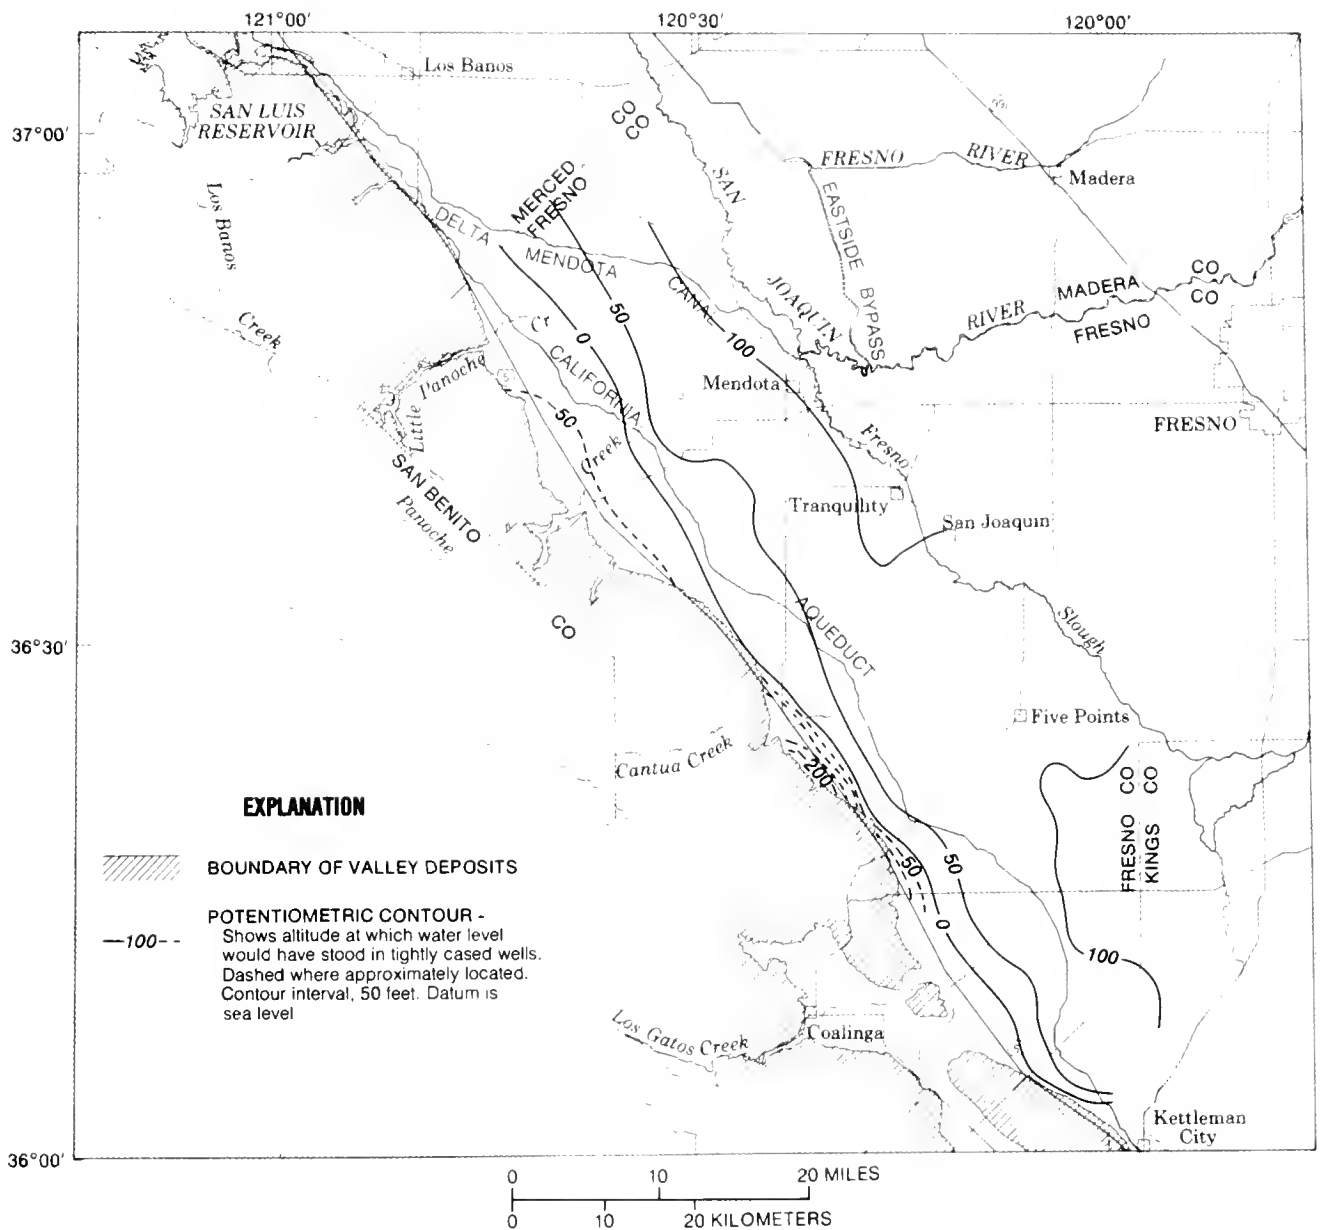 121°00'
120°30'
120°00'
37°00'
36°30'
36°00'
Los Banos
SAN LUIS
RESERVOIR
Los Banos
Creek
MERCED
FRESNO
CO
CO
SAN
JOAQUIN
RIVER
FRESNO RIVER
99
Madera
EASTSIDE BYPASS
MADERA CO
FRESNO CO
DELTA
MENDOTA
CANAL
50
0
100
Mendota
Cr
CALIFORNIA
Little Panoche
5
50
Creek
SAN BENITO
CO
Panoche
Fresno
FRESNO
Tranquility
San Joaquin
Slough
AQUEDUCT
Five Points
Cantua Creek
200
50
50
0
FRESNO CO
KINGS CO
100
Los Gatos Creek
Coalinga
Kettleman
City
EXPLANATION
BOUNDARY OF VALLEY DEPOSITS
POTENTIOMETRIC CONTOUR -
—100--
Shows altitude at which water level
would have stood in tightly cased wells.
Dashed where approximately located.
Contour interval, 50 feet. Datum is
sea level
0 10 20 MILES
0 10 20 KILOMETERS